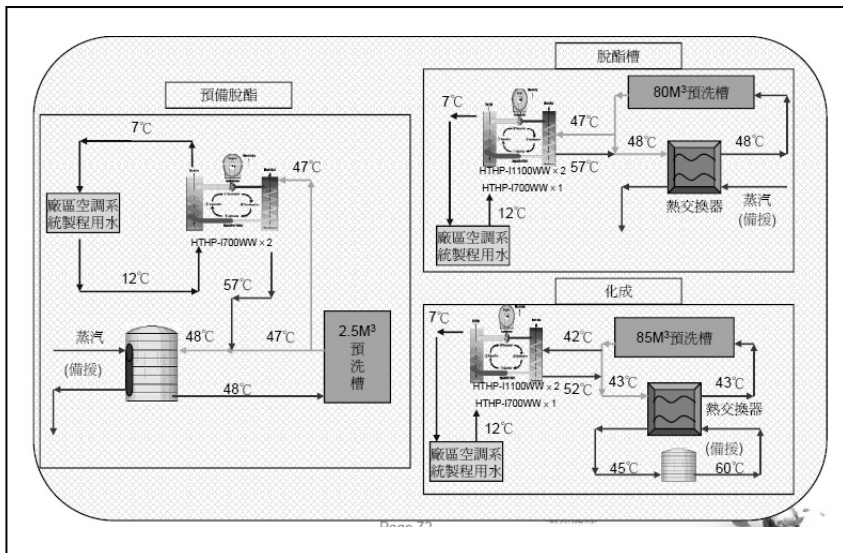 預備脫酯
7℃
47℃
廠區空調系
統製程用水
HTHP-I700WW × 2
12℃
57℃
蒸汽
48℃
47℃
2.5M³
預
洗
槽
(備援)
48℃
脫酯槽
7℃
47℃
80M³預洗槽
48℃
48℃
57℃
HTHP-I1100WW × 2
HTHP-I700WW × 1
熱交換器
蒸汽
(備援)
12℃
廠區空調系
統製程用水
化成
7℃
42℃
85M³預洗槽
HTHP-I1100WW × 2
52℃
43℃
43℃
HTHP-I700WW × 1
熱交換器
12℃
(備援)
廠區空調系
統製程用水
45℃
60℃